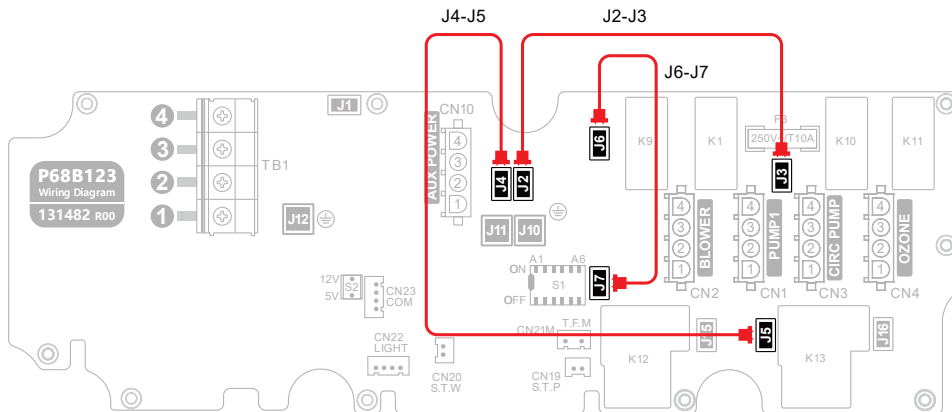 J4-J5
J2-J3
J6-J7
J1
CN10
4
3
2
1
TB1
AUX POWER
4
3
2
1
J4
J2
J6
K9
K1
F3
250V~/T10A
K10
K11
J3
P68B123
Wiring Diagram
131482 R00
J12
J11
J10
4
3
2
1
BLOWER
4
3
2
1
PUMP1
4
3
2
1
CIRC PUMP
4
3
2
1
OZONE
CN2
CN1
CN3
CN4
A1
A6
ON
S1
OFF
J7
12V
S2
5V
CN23
COM
CN22
LIGHT
CN20
S.T.W
T.F.M
CN21M
CN19
S.T.P
K12
J15
J5
K13
J16